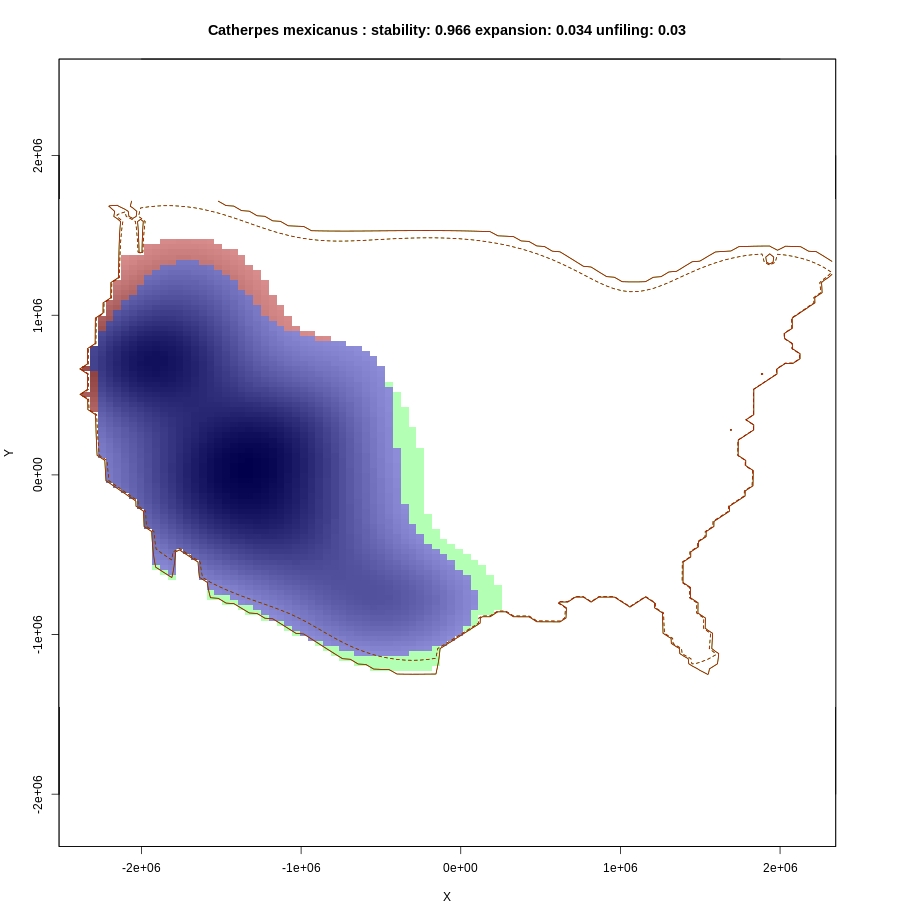 Catherpes mexicanus : stability: 0.966 expansion: 0.034 unfiling: 0.03
2e+06
1e+06
0e+00
-1e+06
-2e+06
Y
-2e+06 -1e+06 0e+00 1e+06 2e+06
X